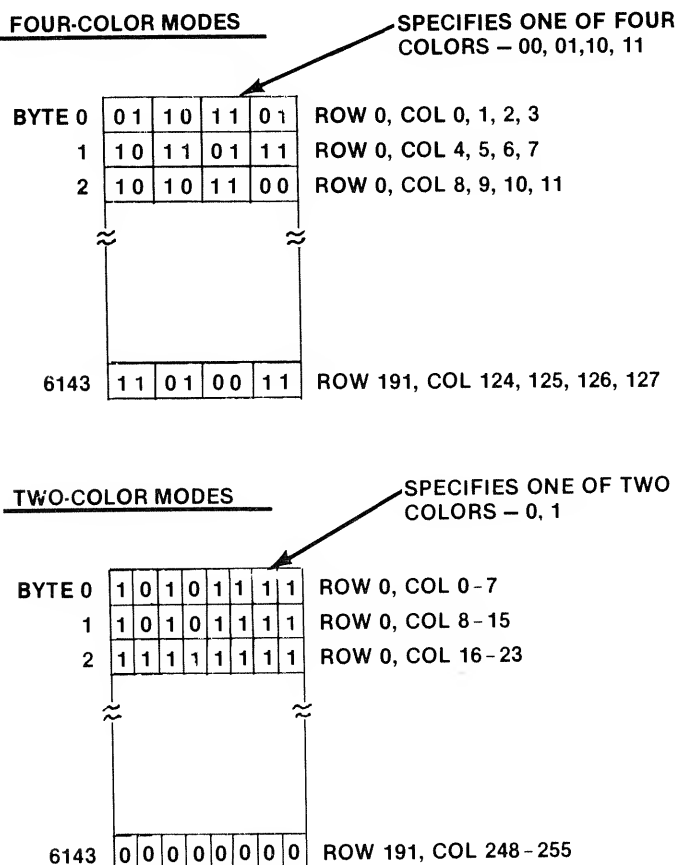 FOUR-COLOR MODES
SPECIFIES ONE OF FOUR
COLORS – 00, 01,10, 11
BYTE 0 01 10 11 01 ROW 0, COL 0, 1, 2, 3
1 10 11 01 11 ROW 0, COL 4, 5, 6, 7
2 10 10 11 00 ROW 0, COL 8, 9, 10, 11
6143 11 01 00 11 ROW 191, COL 124, 125, 126, 127
TWO-COLOR MODES
SPECIFIES ONE OF TWO
COLORS – 0, 1
BYTE 0 1 0 1 0 1 1 1 1 ROW 0, COL 0-7
1 1 0 1 0 1 1 1 1 ROW 0, COL 8-15
2 1 1 1 1 1 1 1 1 ROW 0, COL 16-23
6143 0 0 0 0 0 0 0 0 ROW 191, COL 248-255